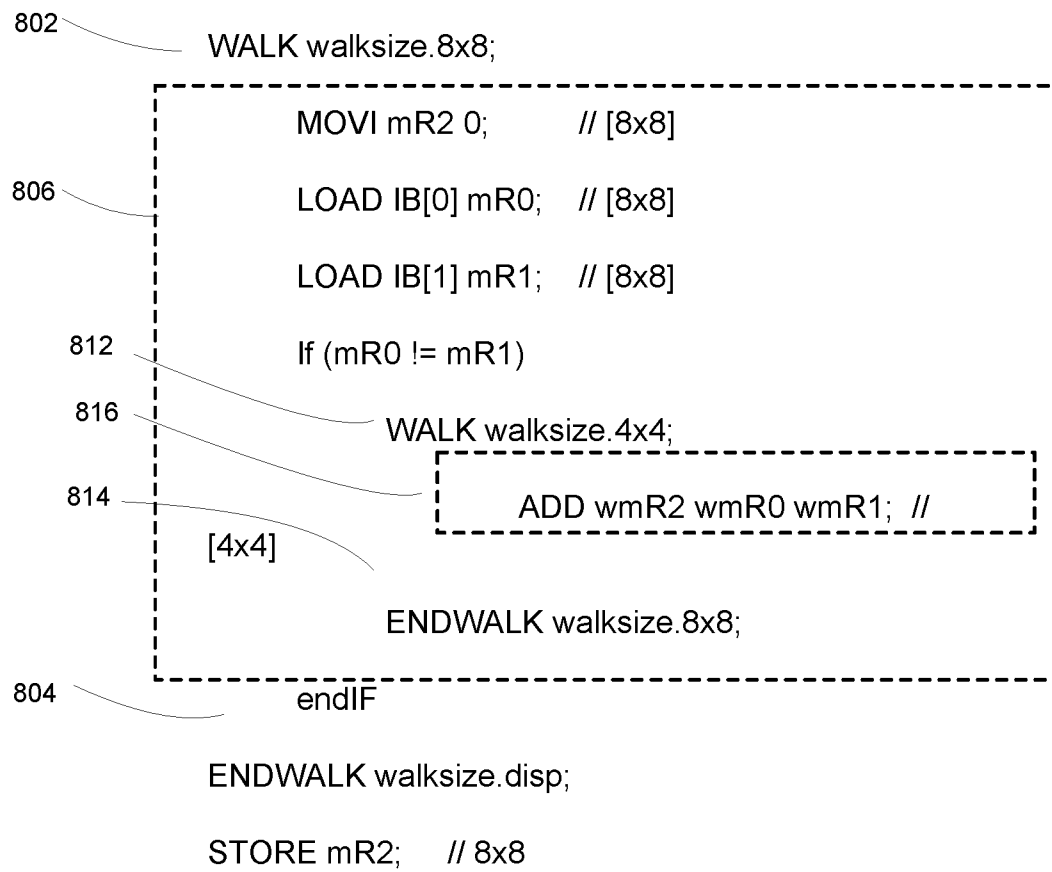 802
WALK walksize.8x8;
MOVI mR2 0; // [8x8]
806
LOAD IB[0] mR0; // [8x8]
LOAD IB[1] mR1; // [8x8]
812
If (mR0 != mR1)
816
WALK walksize.4x4;
814
ADD wmR2 wmR0 wmR1; //
[4x4]
ENDWALK walksize.8x8;
804
endIF
ENDWALK walksize.disp;
STORE mR2; // 8x8